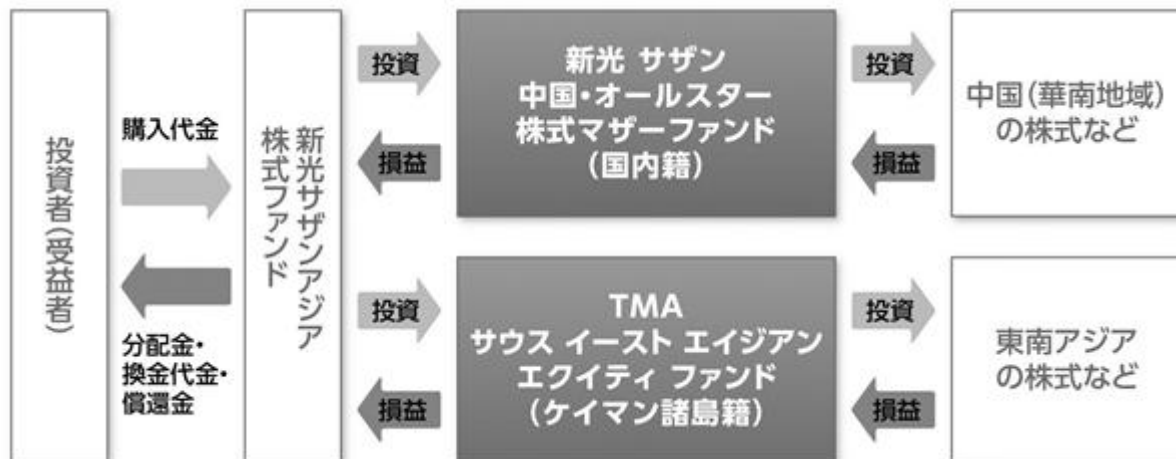 投資者(受益者)
購入代金
分配金・
換金代金・
償還金
新光サザンアジア
株式ファンド
投資
損益
新光 サザン
中国・オールスター
株式マザーファンド
(国内籍)
投資
損益
中国(華南地域)
の株式など
投資
損益
TMA
サウス イースト エイジアン
エクイティ ファンド
(ケイマン諸島籍)
投資
損益
東南アジア
の株式など